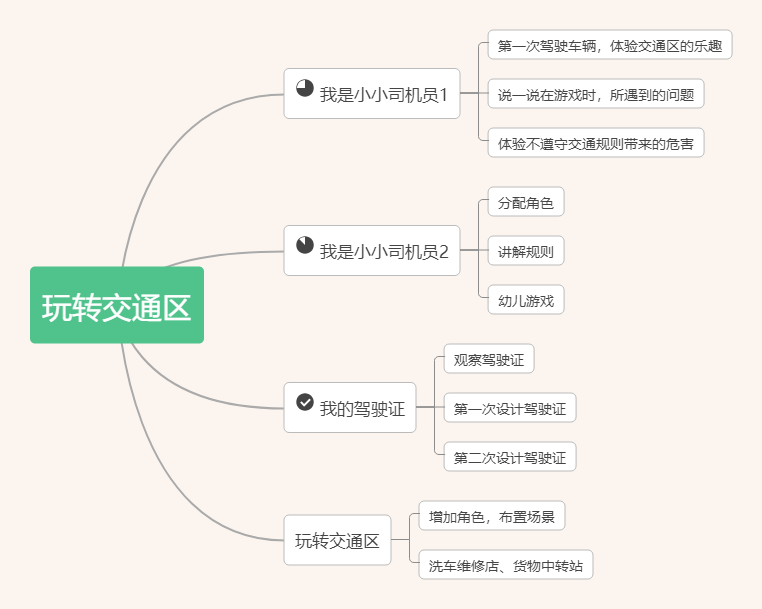 玩转交通区
我是小小司机员1
第一次驾驶车辆，体验交通区的乐趣
说一说在游戏时，所遇到的问题
体验不遵守交通规则带来的危害
我是小小司机员2
分配角色
讲解规则
幼儿游戏
我的驾驶证
观察驾驶证
第一次设计驾驶证
第二次设计驾驶证
玩转交通区
增加角色，布置场景
洗车维修店、货物中转站